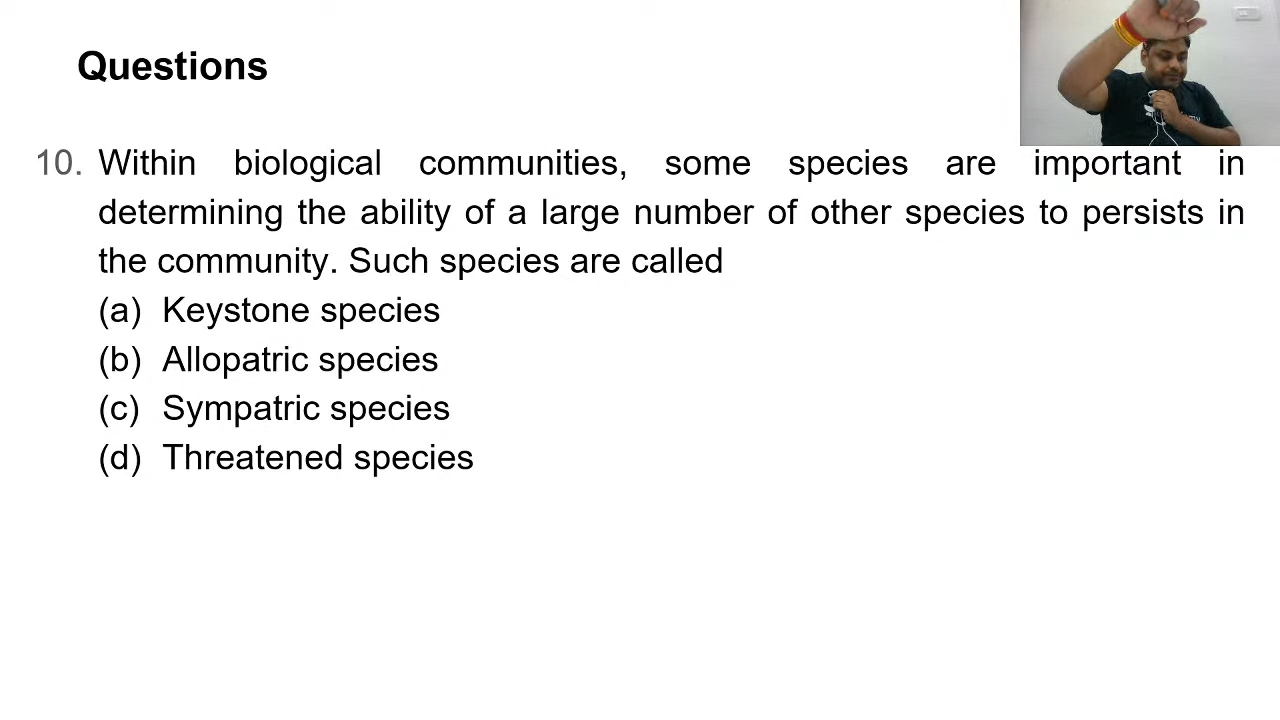 Questions
10. Within biological communities, some species are important in
determining the ability of a large number of other species to persists in
the community. Such species are called
(a) Keystone species
(b) Allopatric species
(c) Sympatric species
(d) Threatened species